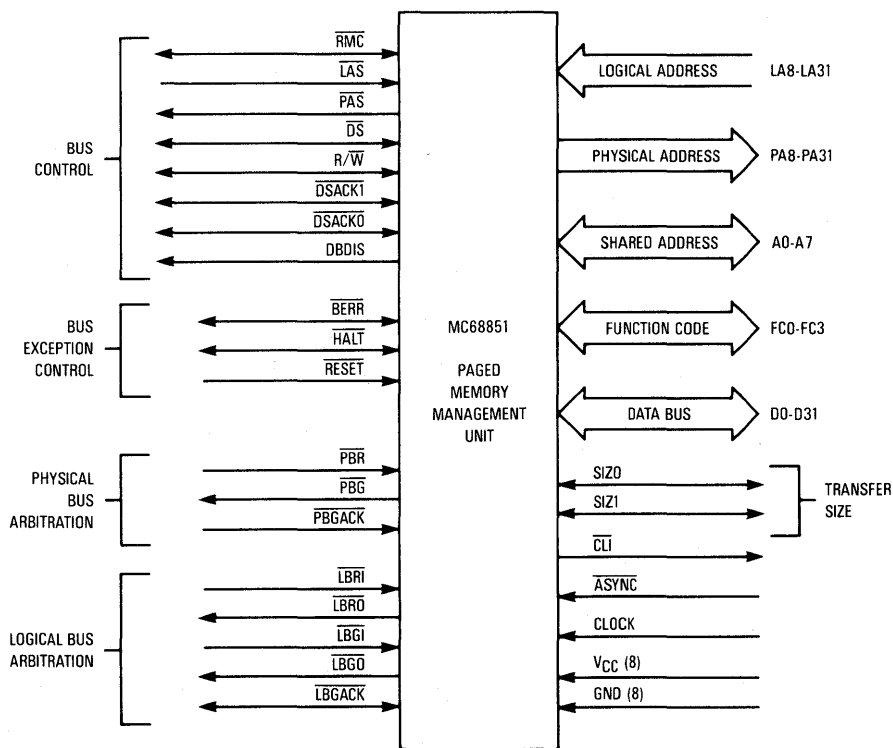 BUS
CONTROL
RMC
LAS
PAS
DS
R/W
DSACK1
DSACK0
DBDIS
BUS
EXCEPTION
CONTROL
BERR
HALT
RESET
PHYSICAL
BUS
ARBITRATION
PBR
PBG
PBGACK
LOGICAL BUS
ARBITRATION
LBRI
LBRO
LBGI
LBGO
LBGACK
MC68851
PAGED
MEMORY
MANAGEMENT
UNIT
LOGICAL ADDRESS LA8-LA31
PHYSICAL ADDRESS PA8-PA31
SHARED ADDRESS A0-A7
FUNCTION CODE FC0-FC3
DATA BUS D0-D31
SIZ0
SIZ1
TRANSFER
SIZE
CLI
ASYNC
CLOCK
VCC (8)
GND (8)